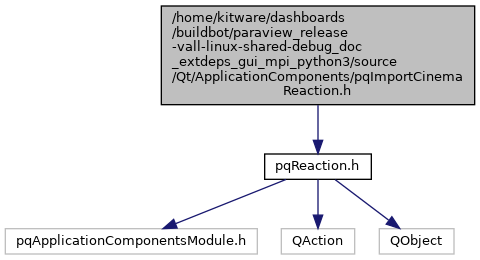 /home/kitware/dashboards
/buildbot/paraview_release
-vall-linux-shared-debug_doc
_extdeps_gui_mpi_python3/source
/Qt/ApplicationComponents/pqImportCinema
Reaction.h
pqReaction.h
pqApplicationComponentsModule.h
QAction
QObject